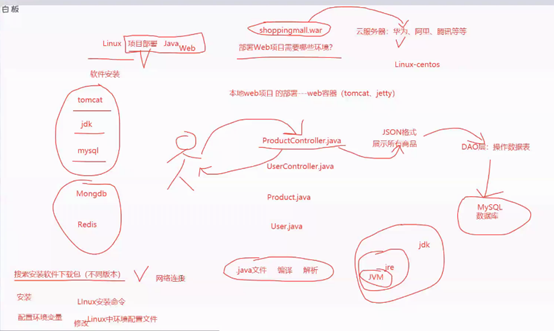 白板
shoppingmall.war
云服务器：华为、阿里、腾讯等等
Linux 项目部署 Java Web
部署Web项目需要哪些环境?
Linux-centos
软件安装
本地web项目 的部署…web容器（tomcat、jetty）
tomcat
jdk
mysql
ProductController.java
JSON格式
展示所有商品
DAO层：操作数据表
UserController.java
Mongdb
Product.java
MySQL
数据库
Redis
User.java
jdk
jre
JVM
.java文件 编译 解析
搜索安装软件下载包（不同版本）
网络连接
安装
Linux安装命令
配置环境变量
修改
Linux中环境配置文件